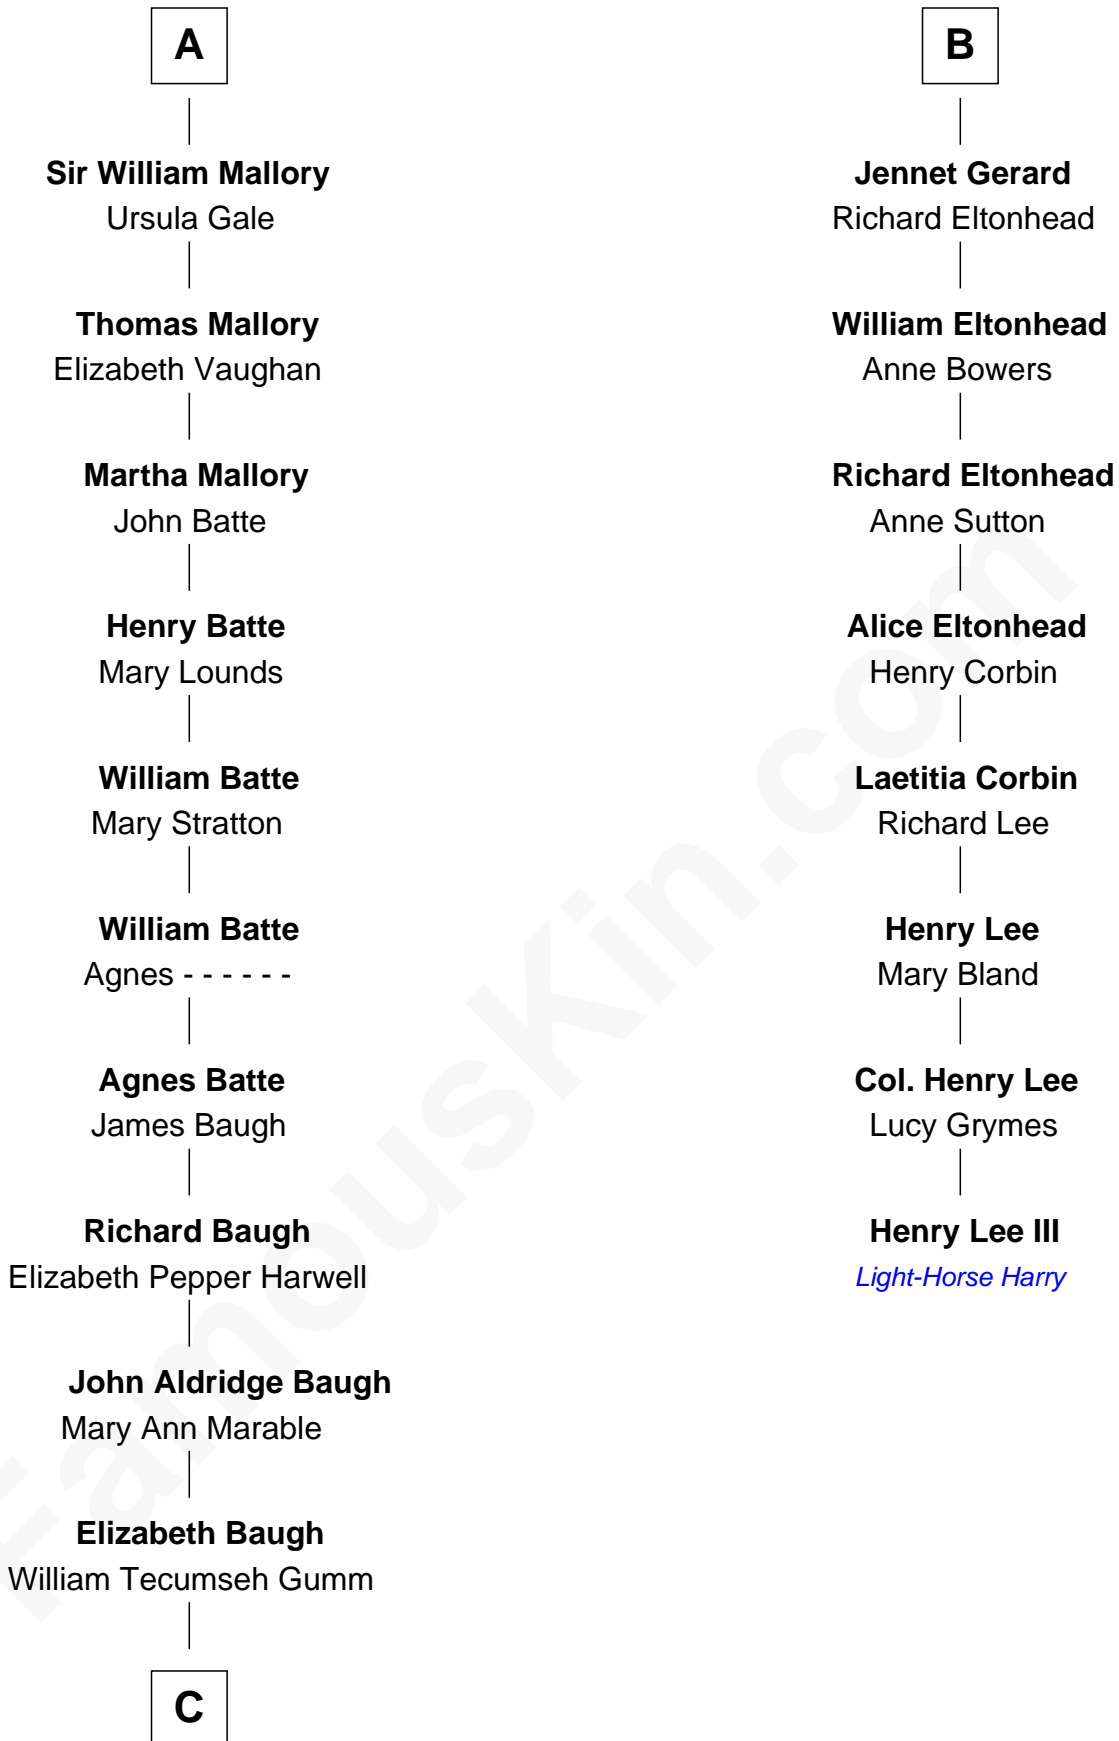 A
Sir William Mallory
Ursula Gale
Thomas Mallory
Elizabeth Vaughan
Martha Mallory
John Batte
Henry Batte
Mary Lounds
William Batte
Mary Stratton
William Batte
Agnes - - - - - -
Agnes Batte
James Baugh
Richard Baugh
Elizabeth Pepper Harwell
John Aldridge Baugh
Mary Ann Marable
Elizabeth Baugh
William Tecumseh Gumm
C
B
Jennet Gerard
Richard Eltonhead
William Eltonhead
Anne Bowers
Richard Eltonhead
Anne Sutton
Alice Eltonhead
Henry Corbin
Laetitia Corbin
Richard Lee
Henry Lee
Mary Bland
Col. Henry Lee
Lucy Grymes
Henry Lee III
Light-Horse Harry
FamousKin.com